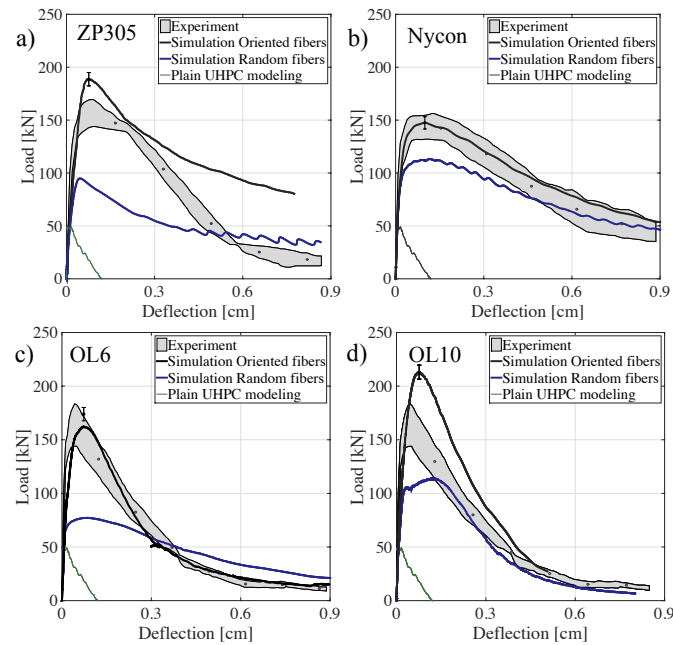 a) ZP305
Experiment
Simulation Oriented fibers
Simulation Random fibers
Plain UHPC modeling
250
200
150
100
50
0
Load [kN]
0 0.3 0.6 0.9
Deflection [cm]
b) Nycon
Experiment
Simulation Oriented fibers
Simulation Random fibers
Plain UHPC modeling
250
200
150
100
50
0
Load [kN]
0 0.3 0.6 0.9
Deflection [cm]
c) OL6
Experiment
Simulation Oriented fibers
Simulation Random fibers
Plain UHPC modeling
250
200
150
100
50
0
Load [kN]
0 0.3 0.6 0.9
Deflection [cm]
d) OL10
Experiment
Simulation Oriented fibers
Simulation Random fibers
Plain UHPC modeling
250
200
150
100
50
0
Load [kN]
0 0.3 0.6 0.9
Deflection [cm]